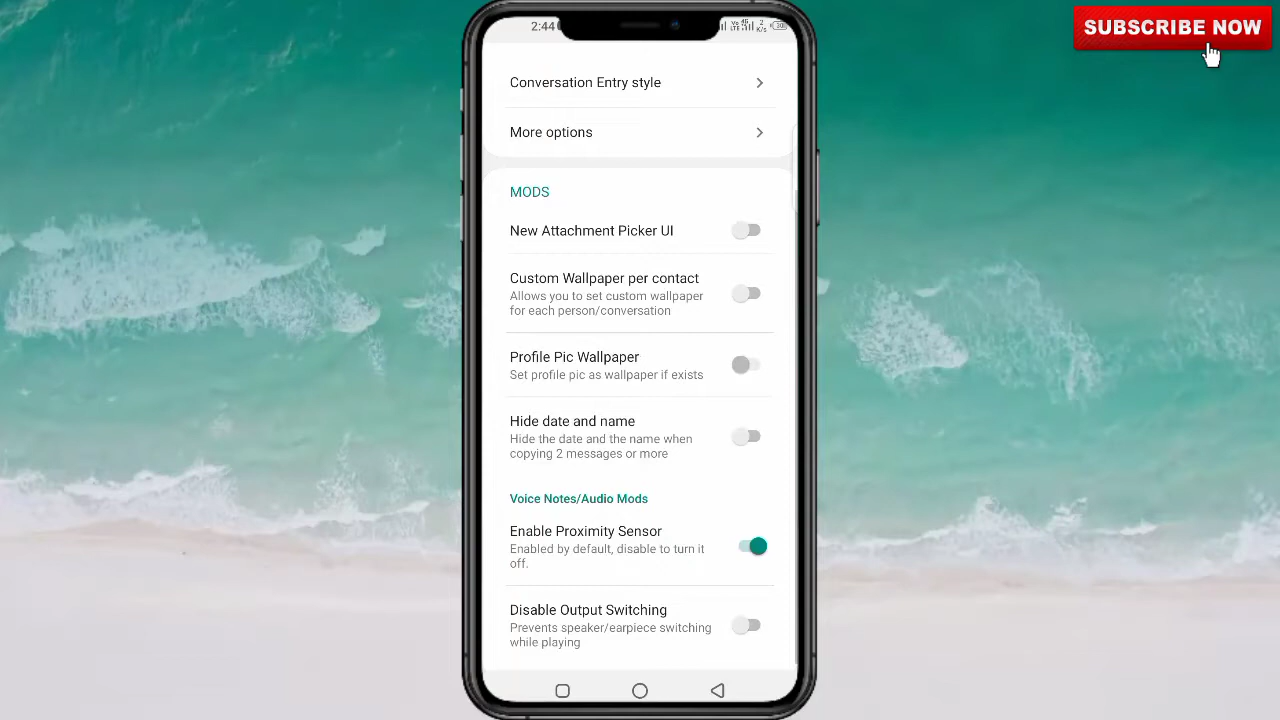 SUBSCRIBE NOW
2:44
Conversation Entry style
More options
MODS
New Attachment Picker UI
Custom Wallpaper per contact
Allows you to set custom wallpaper
for each person/conversation
Profile Pic Wallpaper
Set profile pic as wallpaper if exists
Hide date and name
Hide the date and the name when
copying 2 messages or more
Voice Notes/Audio Mods
Enable Proximity Sensor
Enabled by default, disable to turn it
off.
Disable Output Switching
Prevents speaker/earpiece switching
while playing